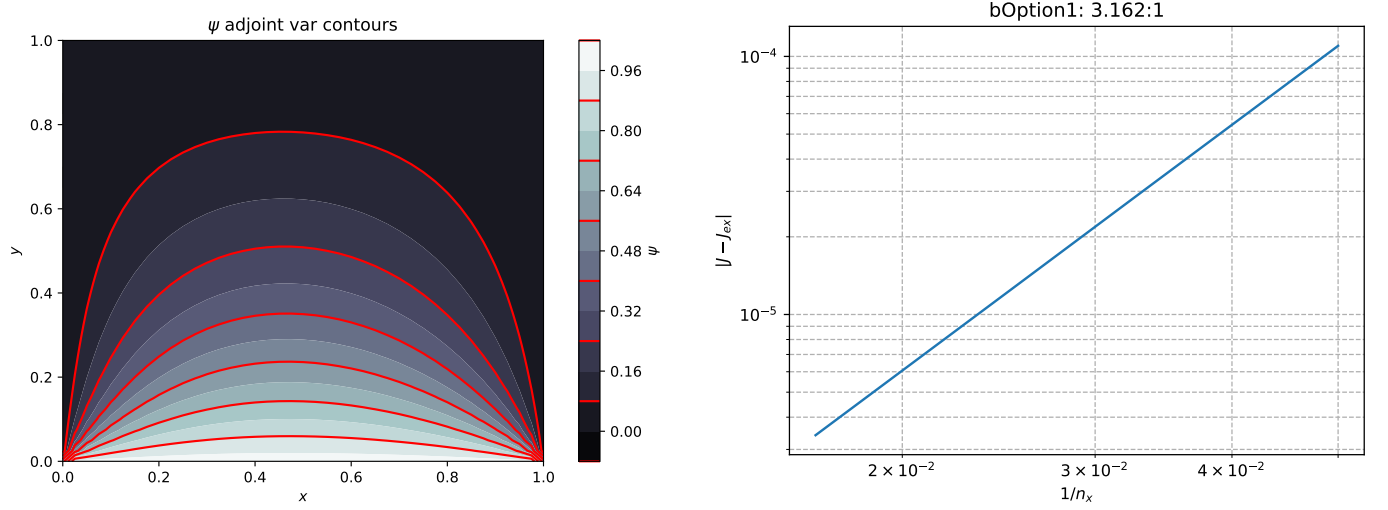 ψ adjoint var contours
1.0
0.8
0.6
0.4
0.2
0.0
y
0.0 0.2 0.4 0.6 0.8 1.0
x
0.96
0.80
0.64
0.48
0.32
0.16
0.00
ψ
bOption1: 3.162:1
10⁻⁴
10⁻⁵
|J − J_ex|
2 × 10⁻² 3 × 10⁻² 4 × 10⁻²
1/n_x